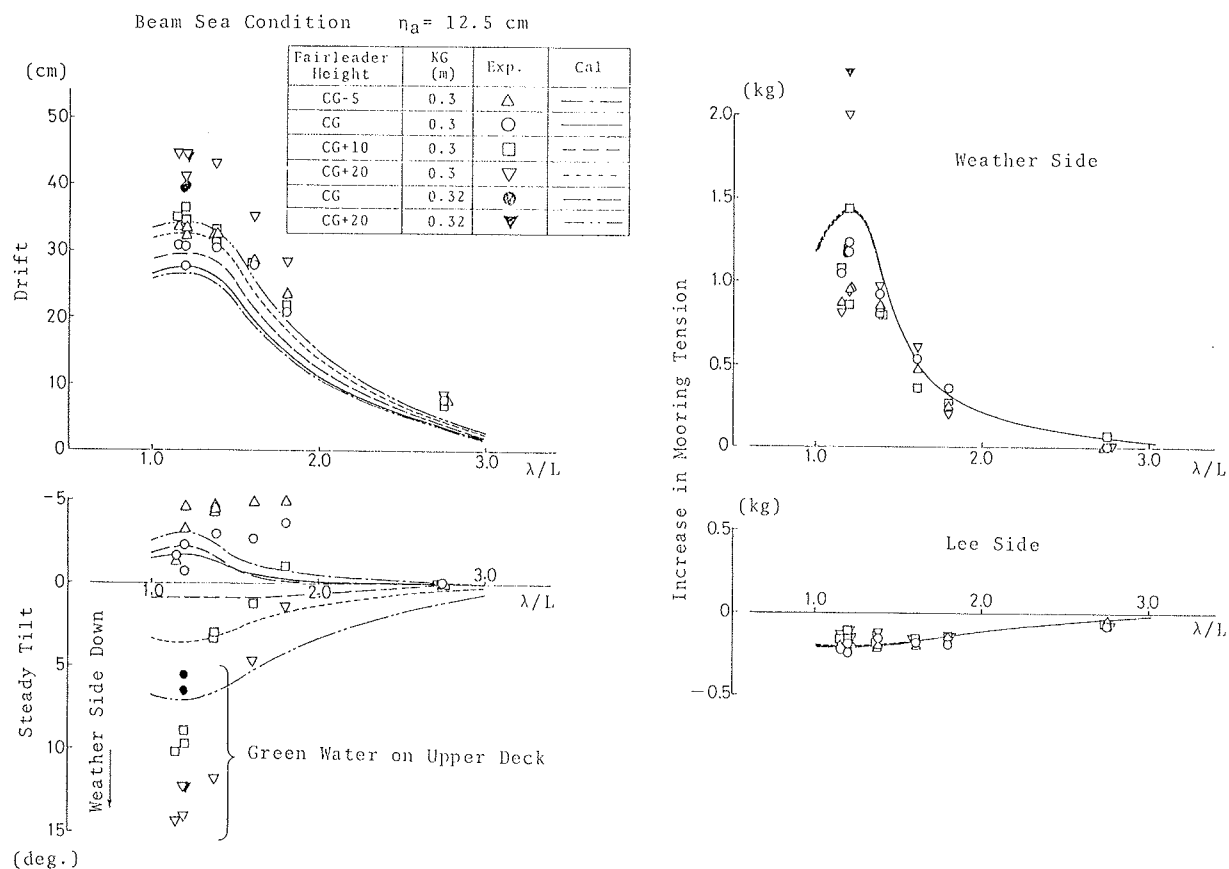 Beam Sea Condition ηa= 12.5 cm
Fairleader Height KG (m) Exp. Cal
CG-5 0.3
CG 0.3
CG+10 0.3
CG+20 0.3
CG 0.32
CG+20 0.32
(cm)
50
40
30
20
10
0
Drift
1.0 2.0 3.0
λ/L
-5
0
5
10
15
(deg.)
Steady Tilt
Weather Side Down
1.0 2.0 3.0
λ/L
Green Water on Upper Deck
Increase in Mooring Tension
(kg)
2.0
1.5
1.0
0.5
0
Weather Side
1.0 2.0 3.0
λ/L
(kg)
0.5
0
-0.5
Lee Side
1.0 2.0 3.0
λ/L